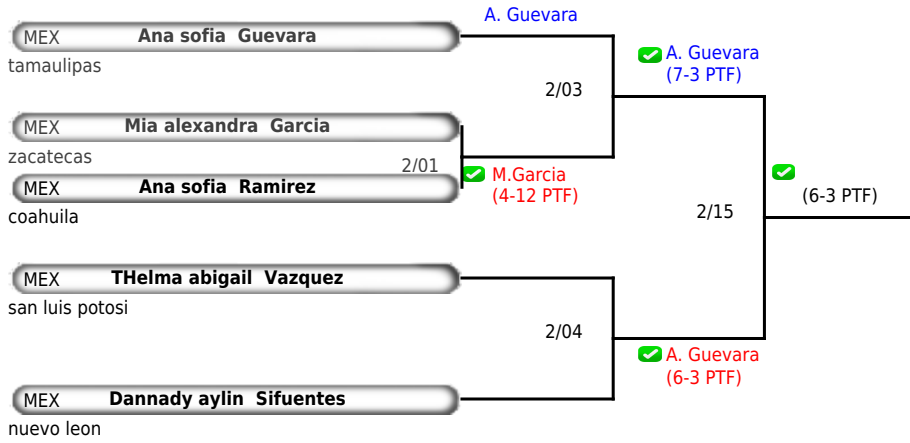 A. Guevara
MEX Ana sofia Guevara
tamaulipas
A. Guevara
(7-3 PTF)
2/03
MEX Mia alexandra Garcia
zacatecas
2/01
M.Garcia
(4-12 PTF)
MEX Ana sofia Ramirez
coahuila
(6-3 PTF)
2/15
MEX THelma abigail Vazquez
san luis potosi
2/04
A. Guevara
(6-3 PTF)
MEX Dannady aylin Sifuentes
nuevo leon